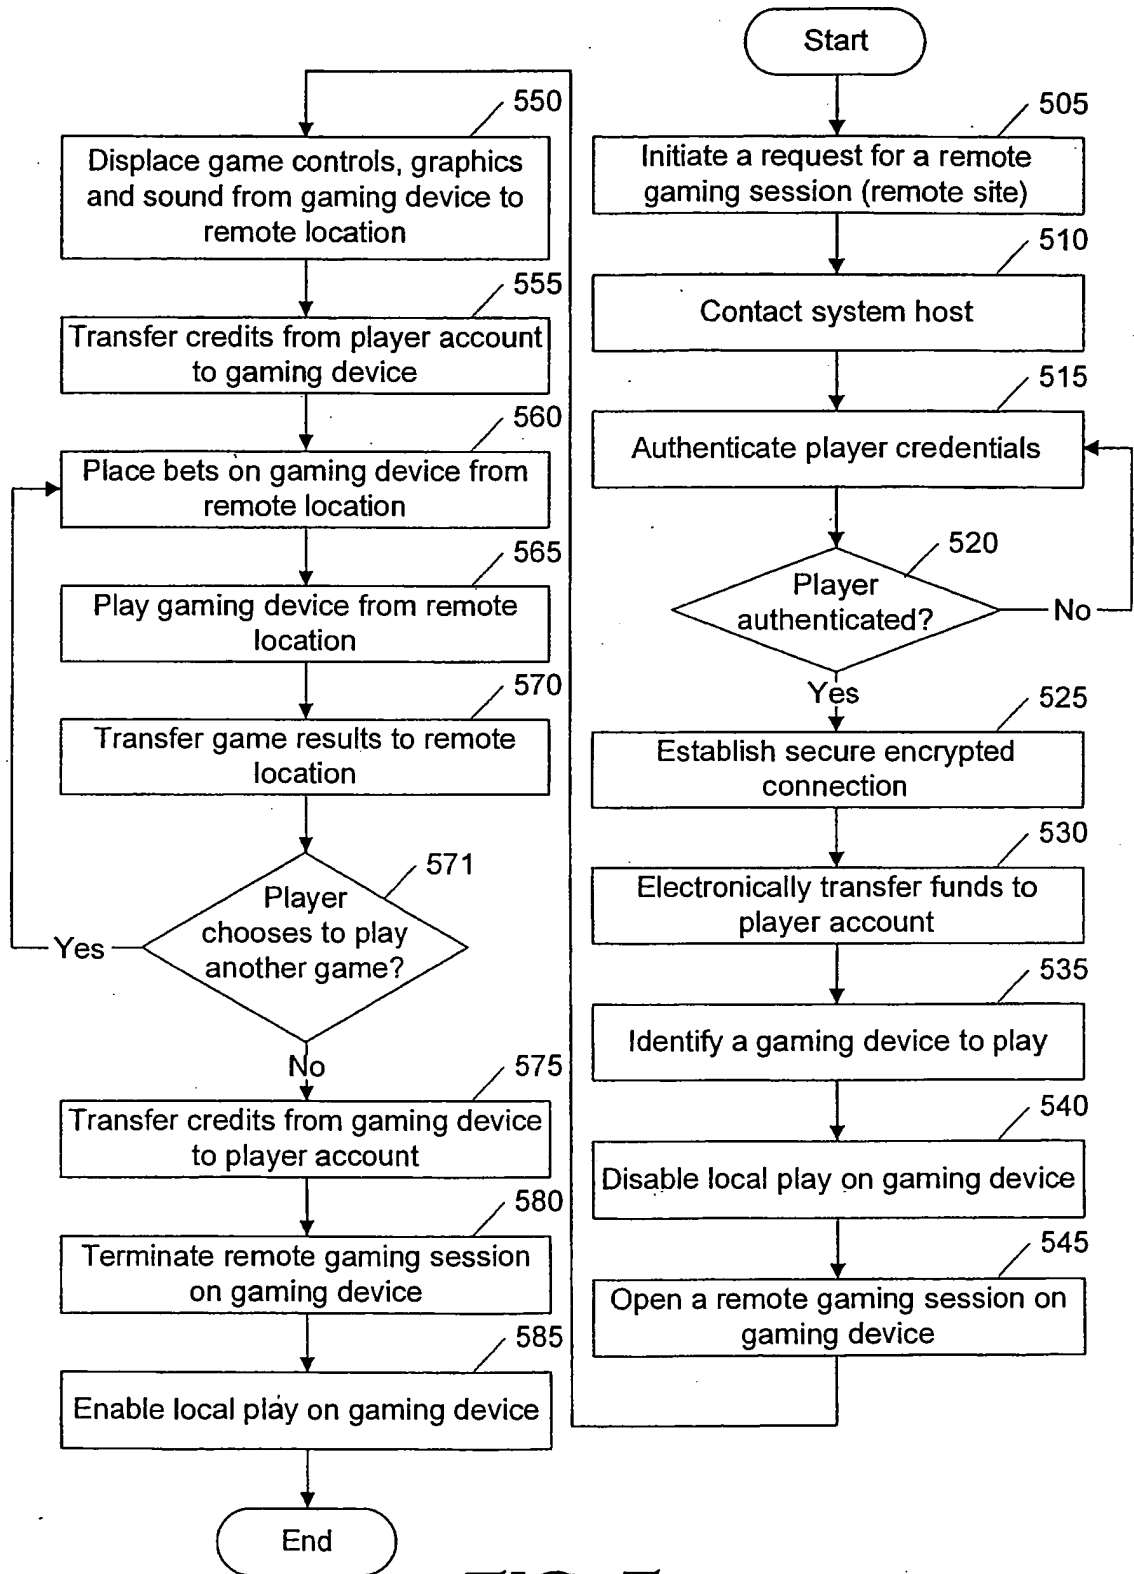 Start
505
Initiate a request for a remote
gaming session (remote site)
510
Contact system host
515
Authenticate player credentials
520
Player
authenticated?
No
Yes
525
Establish secure encrypted
connection
530
Electronically transfer funds to
player account
535
Identify a gaming device to play
540
Disable local play on gaming device
545
Open a remote gaming session on
gaming device
550
Displace game controls, graphics
and sound from gaming device to
remote location
555
Transfer credits from player account
to gaming device
560
Place bets on gaming device from
remote location
565
Play gaming device from remote
location
570
Transfer game results to remote
location
571
Player
chooses to play
another game?
Yes
No
575
Transfer credits from gaming device
to player account
580
Terminate remote gaming session
on gaming device
585
Enable local play on gaming device
End